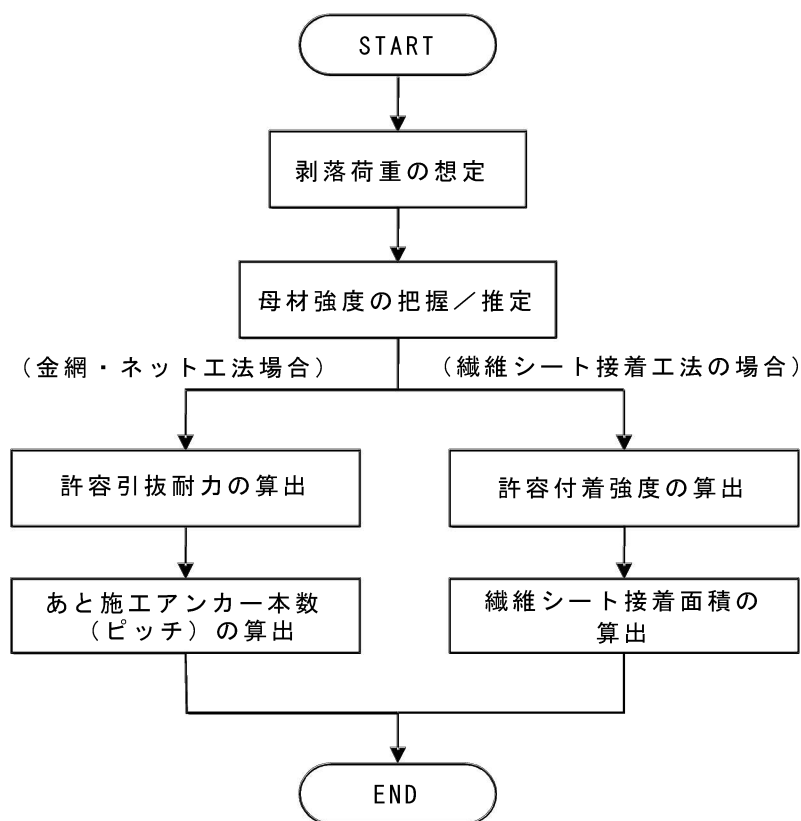 START
剥落荷重の想定
母材強度の把握／推定
（金網・ネット工法場合）
（繊維シート接着工法の場合）
許容引抜耐力の算出
許容付着強度の算出
あと施工アンカー本数
（ピッチ）の算出
繊維シート接着面積の
算出
END